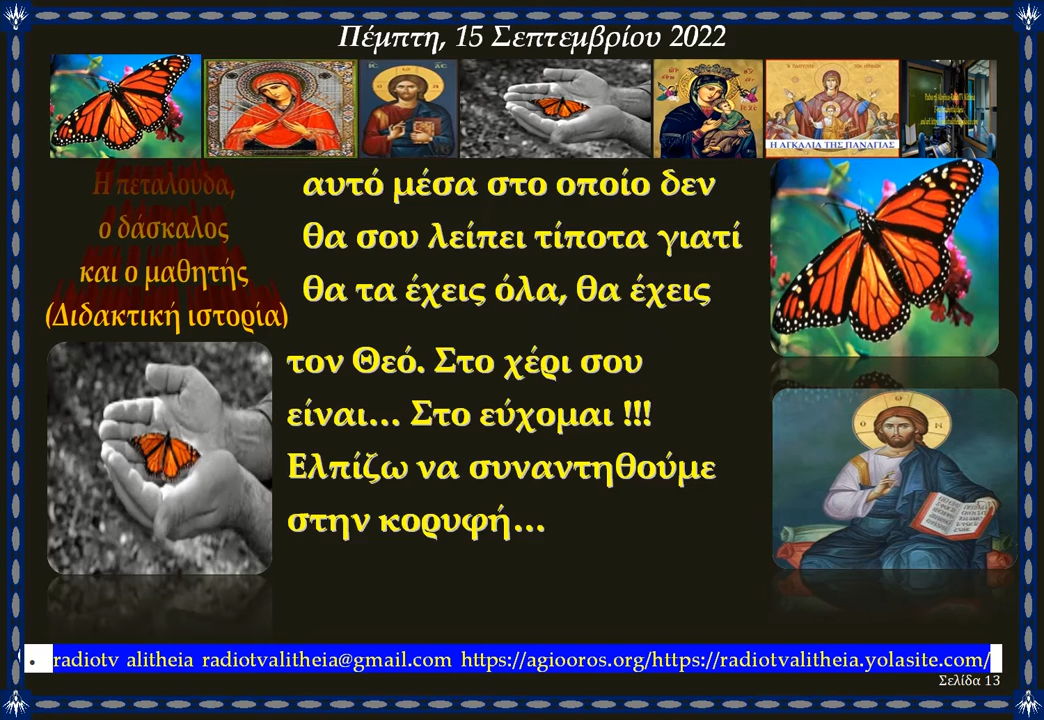 Πέμπτη, 15 Σεπτεμβρίου 2022
Η ΑΓΚΑΛΙΑ ΤΗΣ ΠΑΝΑΓΙΑΣ
Η πεταλούδα,
ο δάσκαλος
και ο μαθητής
(Διδακτική ιστορία)
αυτό μέσα στο οποίο δεν
θα σου λείπει τίποτα γιατί
θα τα έχεις όλα, θα έχεις
τον Θεό. Στο χέρι σου
είναι… Στο εύχομαι !!!
Ελπίζω να συναντηθούμε
στην κορυφή…
• radiotv alitheia radiotvalitheia@gmail.com https://agiooros.org/https://radiotvalitheia.yolasite.com/
Σελίδα 13